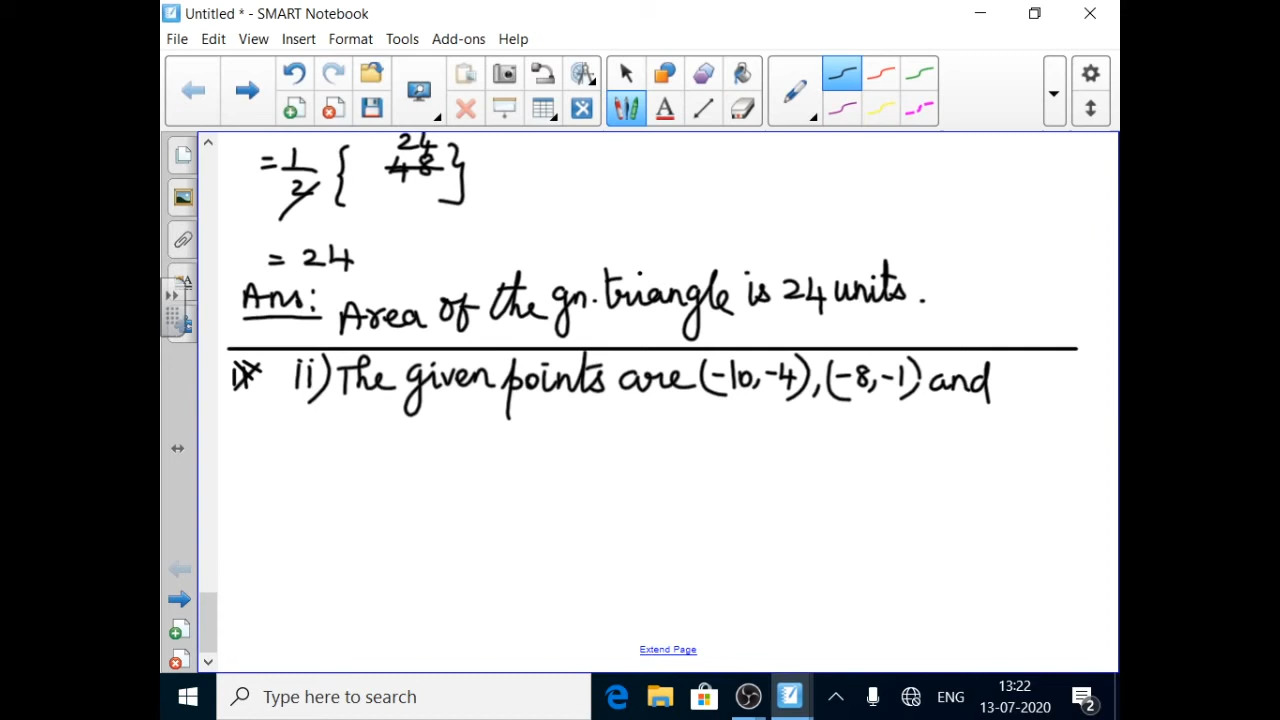 Untitled * - SMART Notebook
File Edit View Insert Format Tools Add-ons Help
24
= 1/2 { 48 }
= 24
Ans: Area of the gn. triangle is 24 units.
ii) The given points are (-10,-4), (-8,-1) and
Extend Page
Type here to search
ENG
13:22
13-07-2020
2